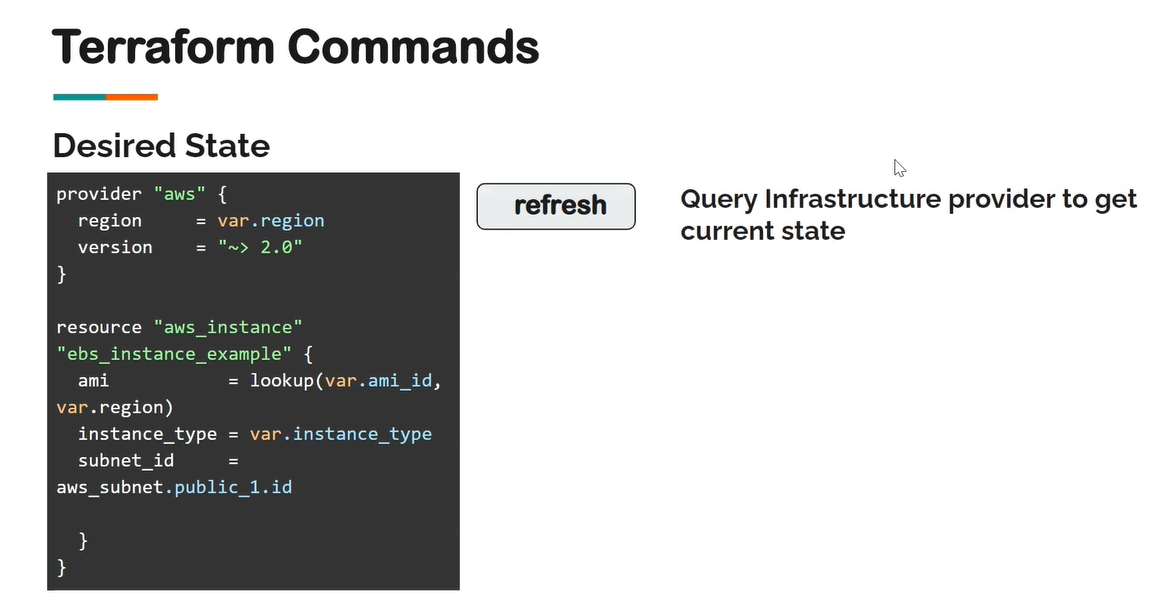 Terraform Commands
Desired State
provider "aws" {
  region     = var.region
  version    = "~> 2.0"
}

resource "aws_instance"
"ebs_instance_example" {
  ami           = lookup(var.ami_id,
var.region)
  instance_type = var.instance_type
  subnet_id     =
aws_subnet.public_1.id

  }
}
refresh
Query Infrastructure provider to get
current state